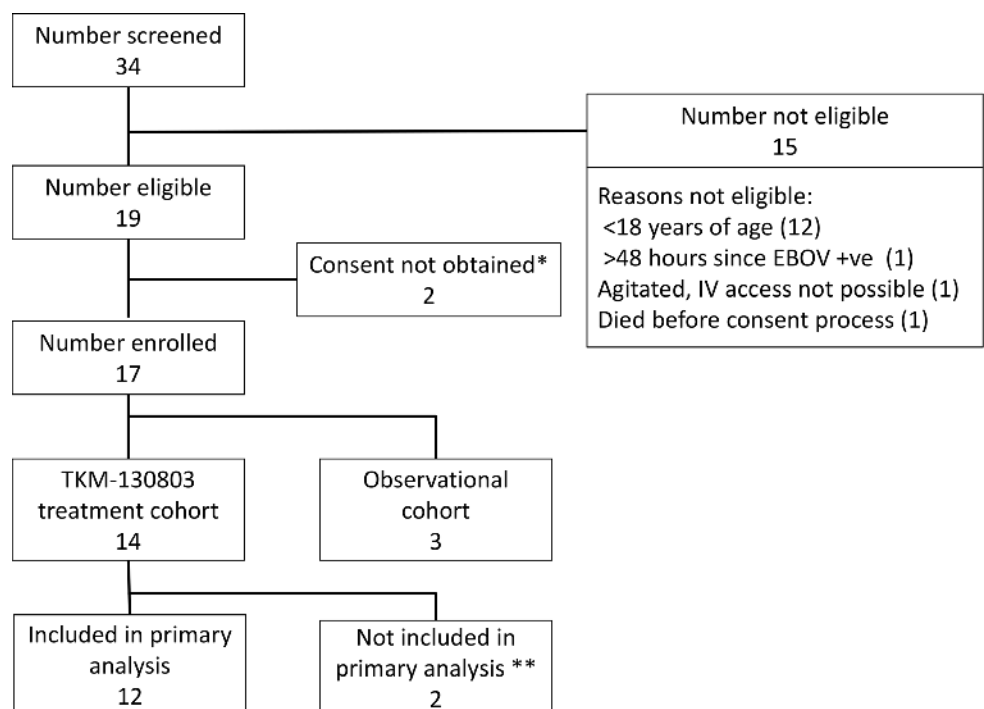 Number screened
34
Number not eligible
15
Reasons not eligible:
<18 years of age (12)
>48 hours since EBOV +ve (1)
Agitated, IV access not possible (1)
Died before consent process (1)
Number eligible
19
Consent not obtained*
2
Number enrolled
17
TKM-130803
treatment cohort
14
Observational
cohort
3
Included in primary
analysis
12
Not included in
primary analysis **
2